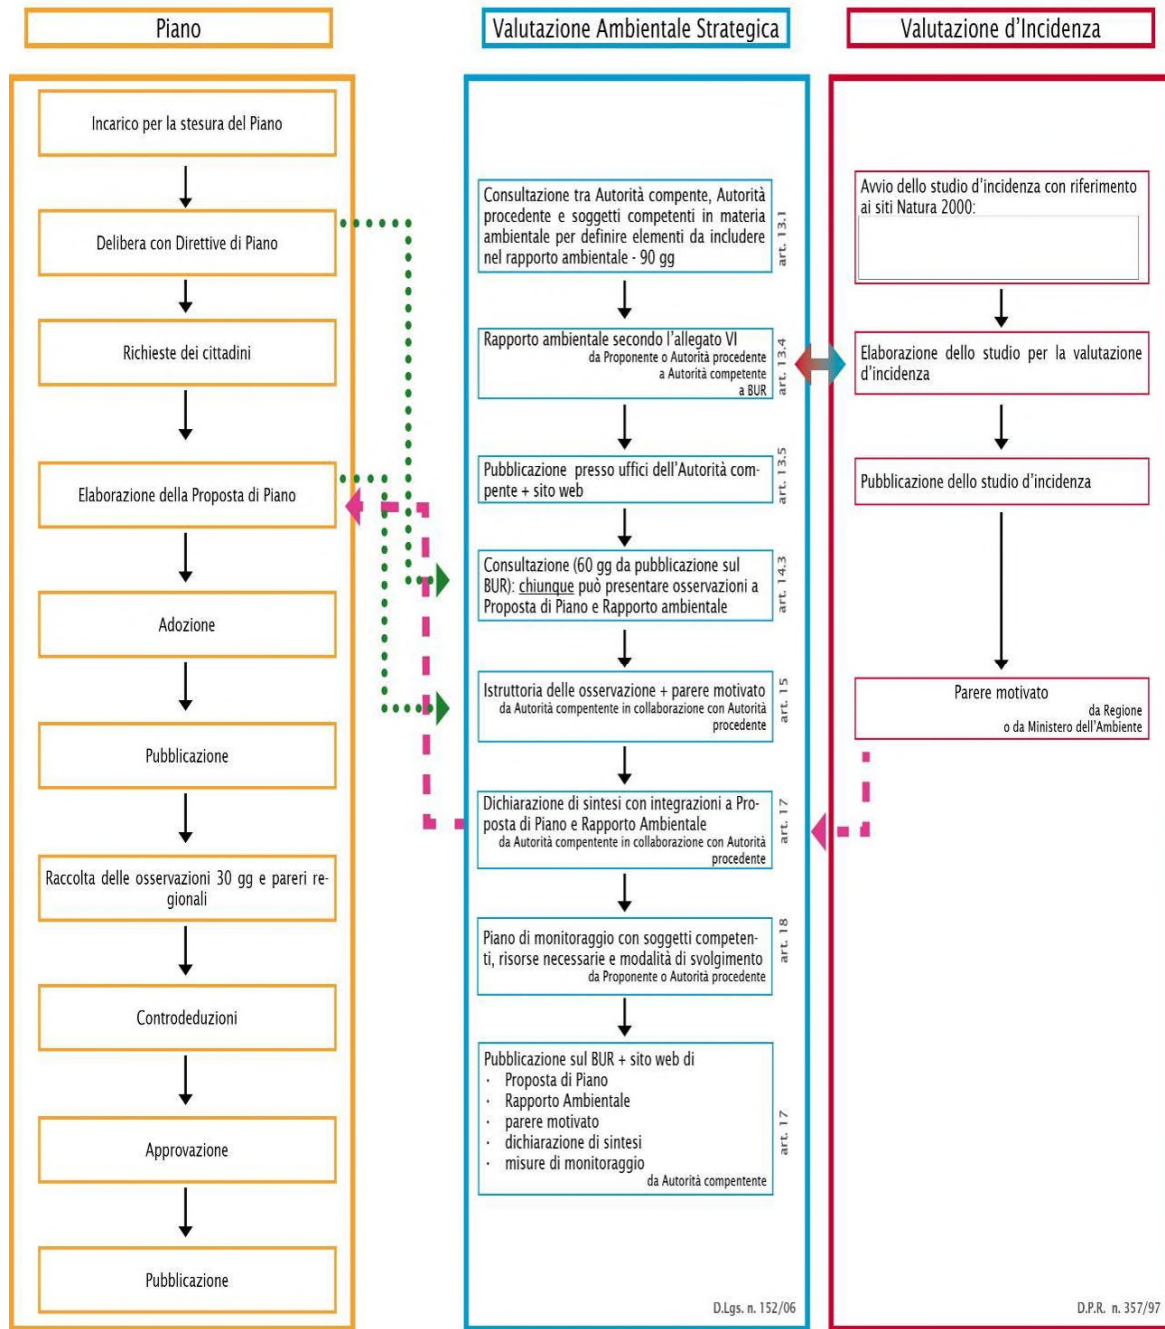 Piano
Incarico per la stesura del Piano
Delibera con Direttive di Piano
Richieste dei cittadini
Elaborazione della Proposta di Piano
Adozione
Pubblicazione
Raccolta delle osservazioni 30 gg e pareri re-
gionali
Controdeduzioni
Approvazione
Pubblicazione
Valutazione Ambientale Strategica
Consultazione tra Autorità compente, Autorità
procedente e soggetti competenti in materia
ambientale per definire elementi da includere
nel rapporto ambientale - 90 gg
art. 13.1
Rapporto ambientale secondo l'allegato VI
da Proponente o Autorità procedente
a Autorità competente
a BUR
art. 13.4
Pubblicazione presso uffici dell'Autorità com-
pente + sito web
art. 13.5
Consultazione (60 gg da pubblicazione sul
BUR): chiunque può presentare osservazioni a
Proposta di Piano e Rapporto ambientale
art. 14.3
Istruttoria delle osservazione + parere motivato
da Autorità compentente in collaborazione con Autorità
procedente
art. 15
Dichiarazione di sintesi con integrazioni a Pro-
posta di Piano e Rapporto Ambientale
da Autorità compentente in collaborazione con Autorità
procedente
art. 17
Piano di monitoraggio con soggetti competen-
ti, risorse necessarie e modalità di svolgimento
da Proponente o Autorità procedente
art. 18
Pubblicazione sul BUR + sito web di
· Proposta di Piano
· Rapporto Ambientale
· parere motivato
· dichiarazione di sintesi
· misure di monitoraggio
da Autorità compentente
art. 17
D.Lgs. n. 152/06
Valutazione d'Incidenza
Avvio dello studio d'incidenza con riferimento
ai siti Natura 2000:
Elaborazione dello studio per la valutazione
d'incidenza
Pubblicazione dello studio d'incidenza
Parere motivato
da Regione
o da Ministero dell'Ambiente
D.P.R. n. 357/97